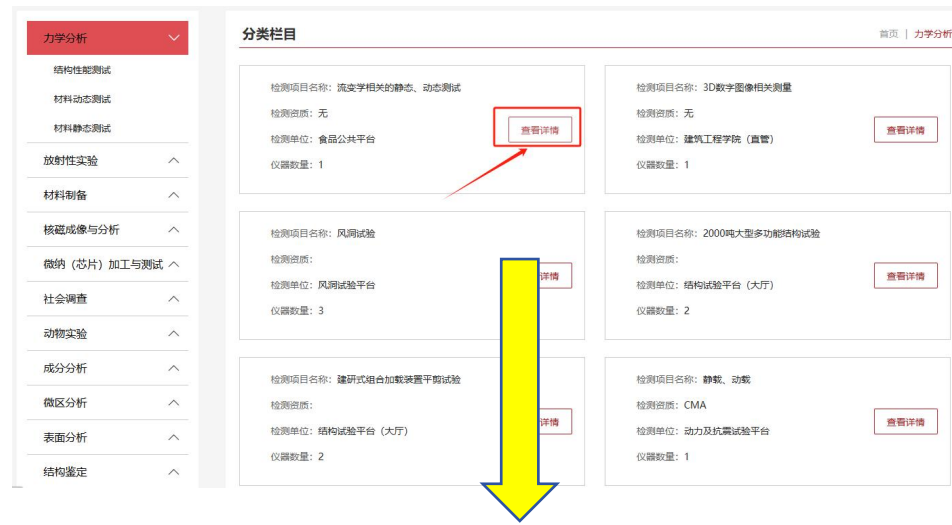 力学分析
结构性能测试
材料动态测试
材料静态测试
放射性实验
材料制备
核磁成像与分析
微纳（芯片）加工与测试
社会调查
动物实验
成分分析
微区分析
表面分析
结构鉴定
分类栏目
首页 | 力学分析
检测项目名称：流变学相关的静态、动态测试
检测资质：无
检测单位：食品公共平台
仪器数量：1
查看详情
检测项目名称：3D数字图像相关测量
检测资质：无
检测单位：建筑工程学院（直管）
仪器数量：1
查看详情
检测项目名称：风洞试验
检测资质：
检测单位：风洞试验平台
仪器数量：3
详情
检测项目名称：2000吨大型多功能结构试验
检测资质：
检测单位：结构试验平台（大厅）
仪器数量：2
查看详情
检测项目名称：建研式组合加载装置平剪试验
检测资质：
检测单位：结构试验平台（大厅）
仪器数量：2
详情
检测项目名称：静载、动载
检测资质：CMA
检测单位：动力及抗震试验平台
仪器数量：1
查看详情